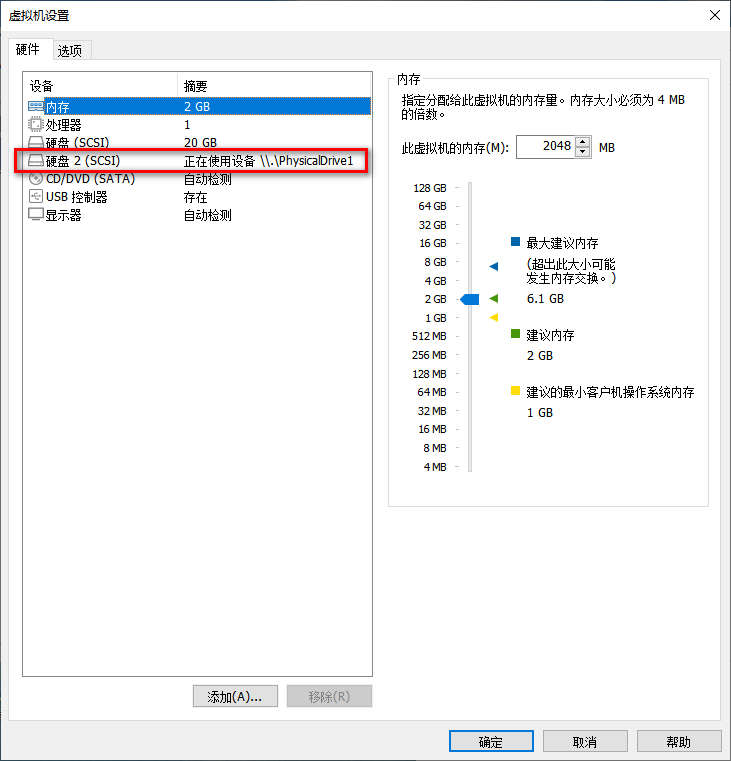 虚拟机设置
硬件 选项
设备 摘要
内存 2 GB
处理器 1
硬盘 (SCSI) 20 GB
硬盘 2 (SCSI) 正在使用设备 \\.\PhysicalDrive1
CD/DVD (SATA) 自动检测
USB 控制器 存在
显示器 自动检测
添加(A)... 移除(R)
内存
指定分配给此虚拟机的内存量。内存大小必须为 4 MB
的倍数。
此虚拟机的内存(M): 2048 MB
128 GB
64 GB
32 GB
16 GB
8 GB
4 GB
2 GB
1 GB
512 MB
256 MB
128 MB
64 MB
32 MB
16 MB
8 MB
4 MB
最大建议内存
(超出此大小可能
发生内存交换。)
6.1 GB
建议内存
2 GB
建议的最小客户机操作系统内存
1 GB
确定 取消 帮助